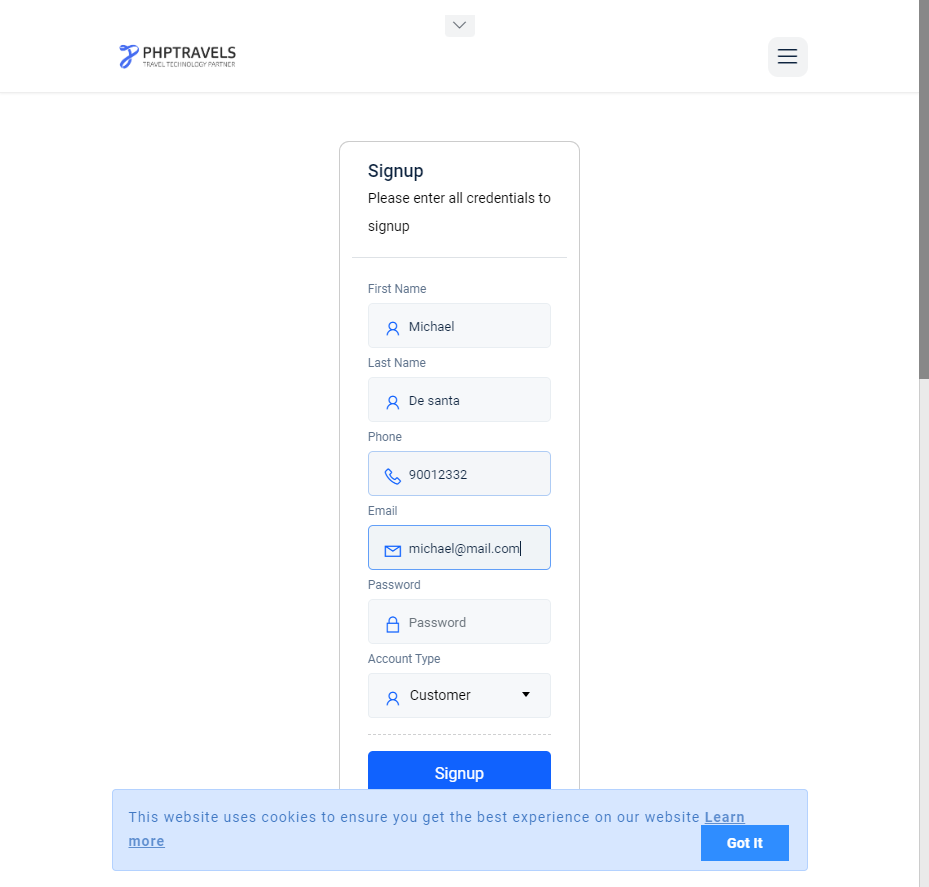 PHPTRAVELS
TRAVEL TECHNOLOGY PARTNER
Signup
Please enter all credentials to
signup
First Name
Michael
Last Name
De santa
Phone
90012332
Email
michael@mail.com
Password
Password
Account Type
Customer
Signup
This website uses cookies to ensure you get the best experience on our website Learn
more
Got It